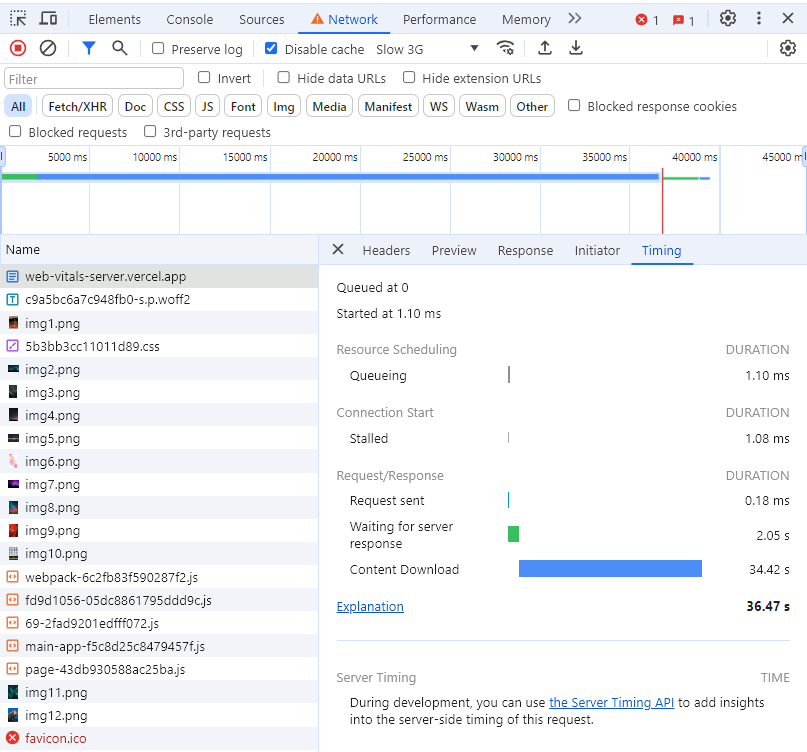 Elements Console Sources Network Performance Memory 1 1
Preserve log Disable cache Slow 3G
Filter Invert Hide data URLs Hide extension URLs
All Fetch/XHR Doc CSS JS Font Img Media Manifest WS Wasm Other Blocked response cookies
Blocked requests 3rd-party requests
5000 ms 10000 ms 15000 ms 20000 ms 25000 ms 30000 ms 35000 ms 40000 ms 45000 m
Name
web-vitals-server.vercel.app
c9a5bc6a7c948fb0-s.p.woff2
img1.png
5b3bb3cc11011d89.css
img2.png
img3.png
img4.png
img5.png
img6.png
img7.png
img8.png
img9.png
img10.png
webpack-6c2fb83f590287f2.js
fd9d1056-05dc8861795ddd9c.js
69-2fad9201edfff072.js
main-app-f5c8d25c8479457f.js
page-43db930588ac25ba.js
img11.png
img12.png
favicon.ico
Headers Preview Response Initiator Timing
Queued at 0
Started at 1.10 ms
Resource Scheduling DURATION
Queueing 1.10 ms
Connection Start DURATION
Stalled 1.08 ms
Request/Response DURATION
Request sent 0.18 ms
Waiting for server
response 2.05 s
Content Download 34.42 s
Explanation 36.47 s
Server Timing TIME
During development, you can use the Server Timing API to add insights
into the server-side timing of this request.